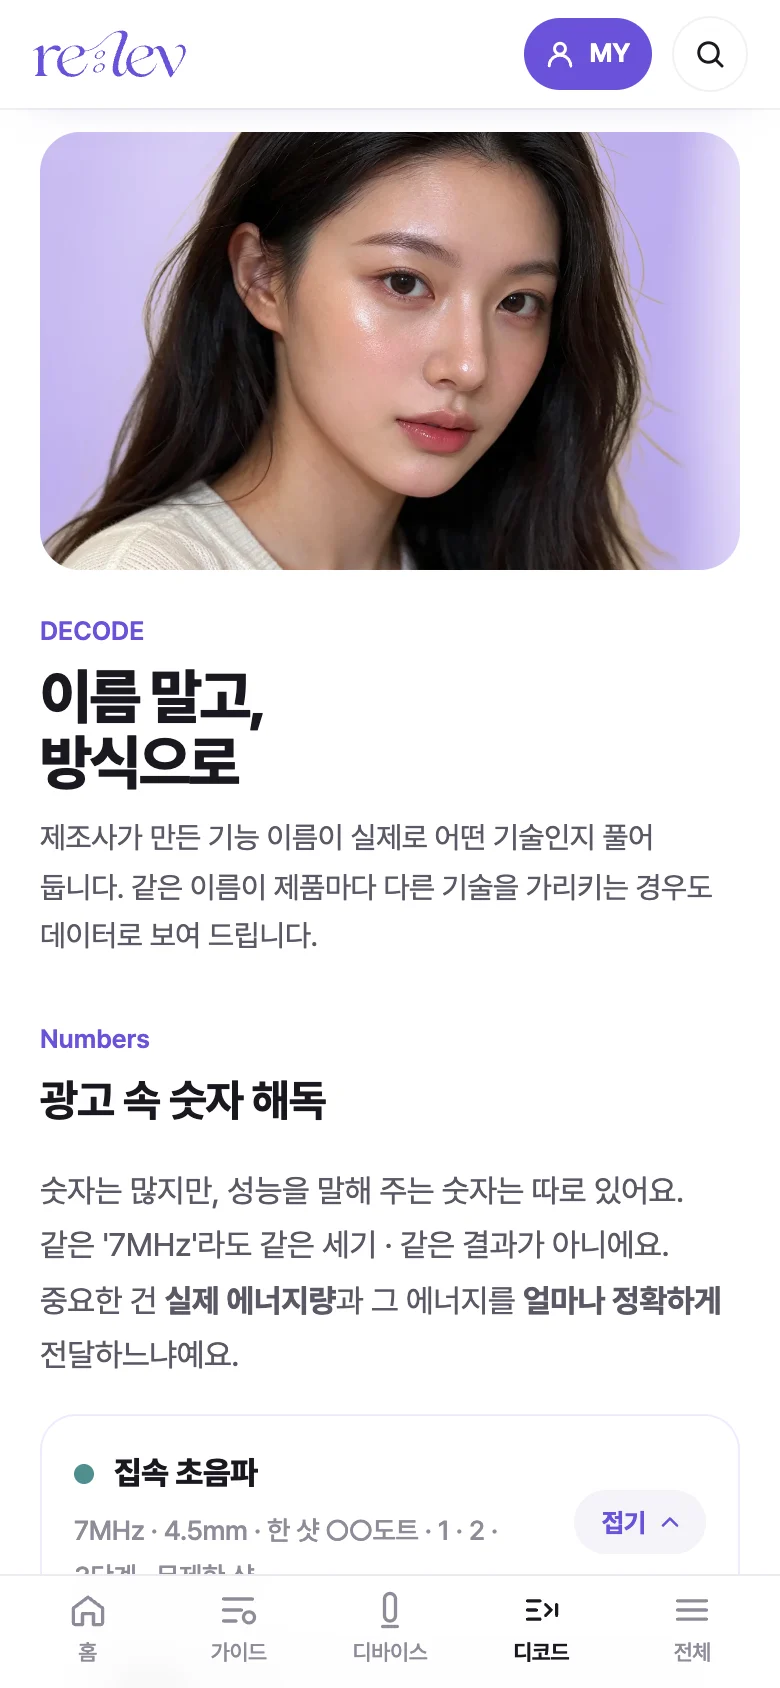 re:lev
MY
DECODE
이름 말고,
방식으로
제조사가 만든 기능 이름이 실제로 어떤 기술인지 풀어
둡니다. 같은 이름이 제품마다 다른 기술을 가리키는 경우도
데이터로 보여 드립니다.
Numbers
광고 속 숫자 해독
숫자는 많지만, 성능을 말해 주는 숫자는 따로 있어요.
같은 '7MHz'라도 같은 세기 · 같은 결과가 아니에요.
중요한 건 실제 에너지량과 그 에너지를 얼마나 정확하게
전달하느냐예요.
집속 초음파
7MHz · 4.5mm · 한 샷 〇〇도트 · 1 · 2 ·
접기
홈
가이드
디바이스
디코드
전체